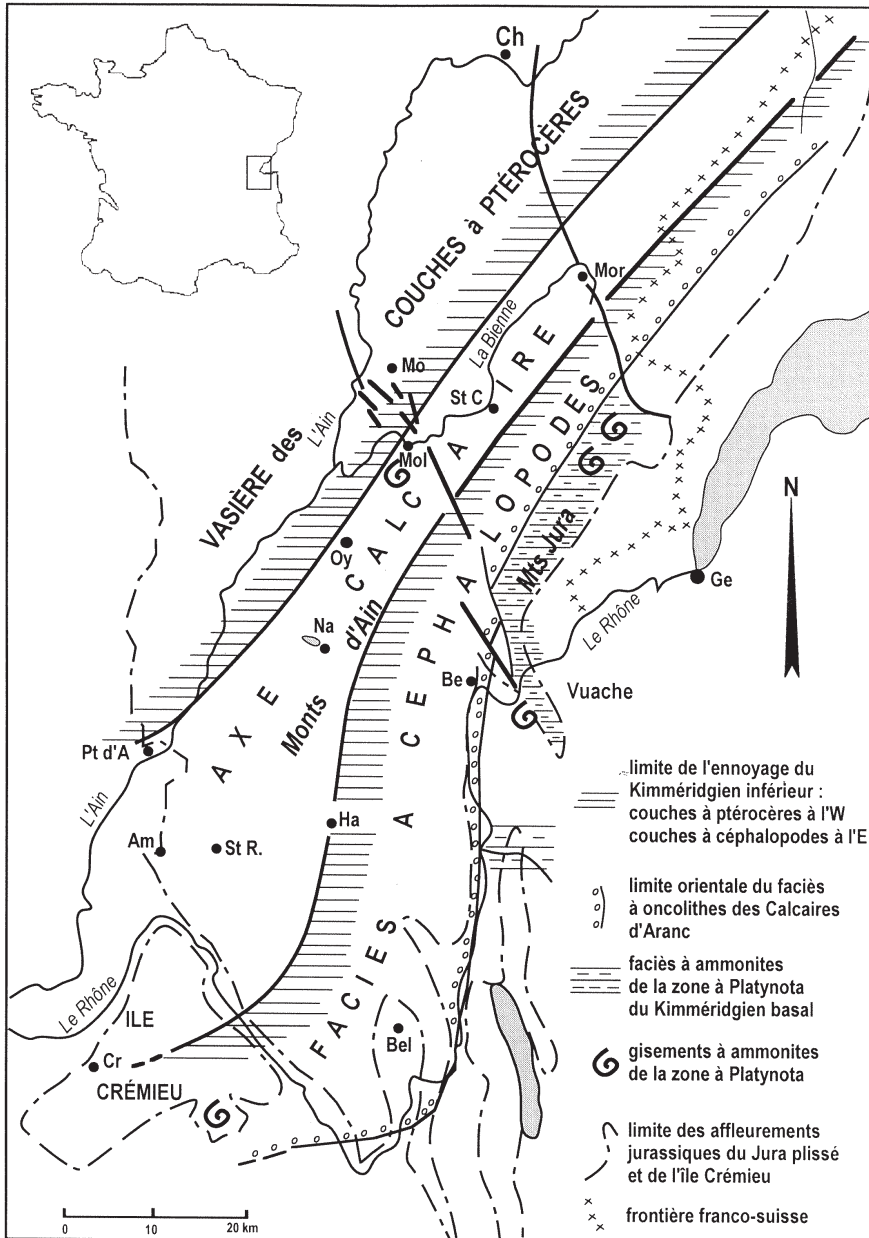 Ch
COUCHES à PTÉROCÈRES
VASIÈRE des
Mor
La Bienne
Mo
St C
L'Ain
Mol
AXE CALCAIRE
FACIES A CEPHALOPODES
Mts Jura
Oy
Na
Monts d'Ain
N
Ge
Le Rhône
Be
Vuache
Pt d'A
L'Ain
Am
St R.
Ha
Le Rhône
ILE
CRÉMIEU
Cr
Bel
limite de l'ennoyage du
Kimméridgien inférieur :
couches à ptérocères à l'W
couches à céphalopodes à l'E
limite orientale du faciès
à oncolithes des Calcaires
d'Aranc
faciès à ammonites
de la zone à Platynota
du Kimméridgien basal
gisements à ammonites
de la zone à Platynota
limite des affleurements
jurassiques du Jura plissé
et de l'île Crémieu
frontière franco-suisse
0 10 20 km